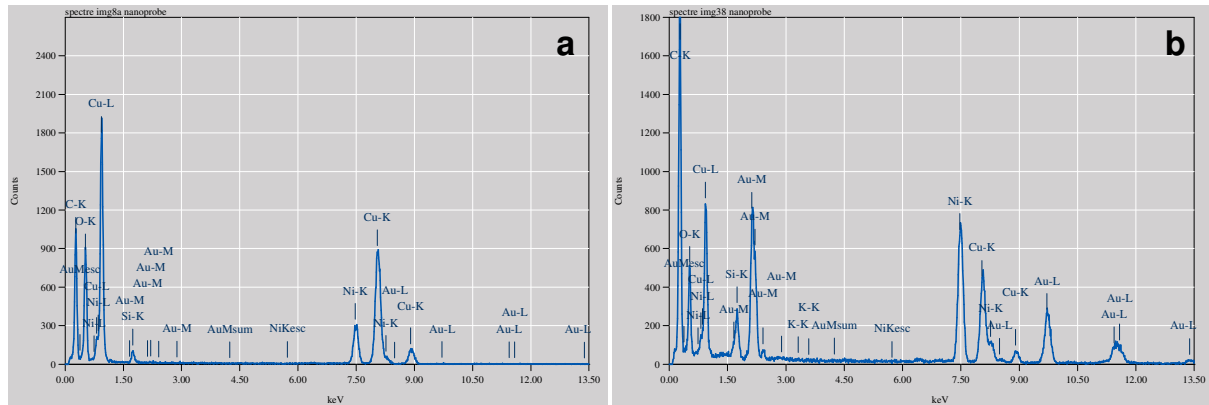 spectre img8a nanoprobe
a
2400
2100
1800
1500
1200
900
600
300
0
Counts
C-K
O-K
AuMesc
Cu-L
Ni-L
Ni-L
Cu-L
Au-M
Si-K
Au-M
Au-M
Au-M
Au-M
AuMsum
NiKesc
Ni-K
Cu-K
Au-L
Ni-K
Cu-K
Au-L
Au-L
Au-L
Au-L
0.00 1.50 3.00 4.50 6.00 7.50 9.00 10.50 12.00 13.50
keV
spectre img38 nanoprobe
b
1800
1600
1400
1200
1000
800
600
400
200
0
Counts
C-K
O-K
AuMesc
Cu-L
Ni-L
Ni-L
Cu-L
Si-K
Au-M
Au-M
Au-M
Au-M
Au-M
K-K
K-K
AuMsum
NiKesc
Ni-K
Cu-K
Ni-K
Au-L
Cu-K
Au-L
Au-L
Au-L
Au-L
0.00 1.50 3.00 4.50 6.00 7.50 9.00 10.50 12.00 13.50
keV